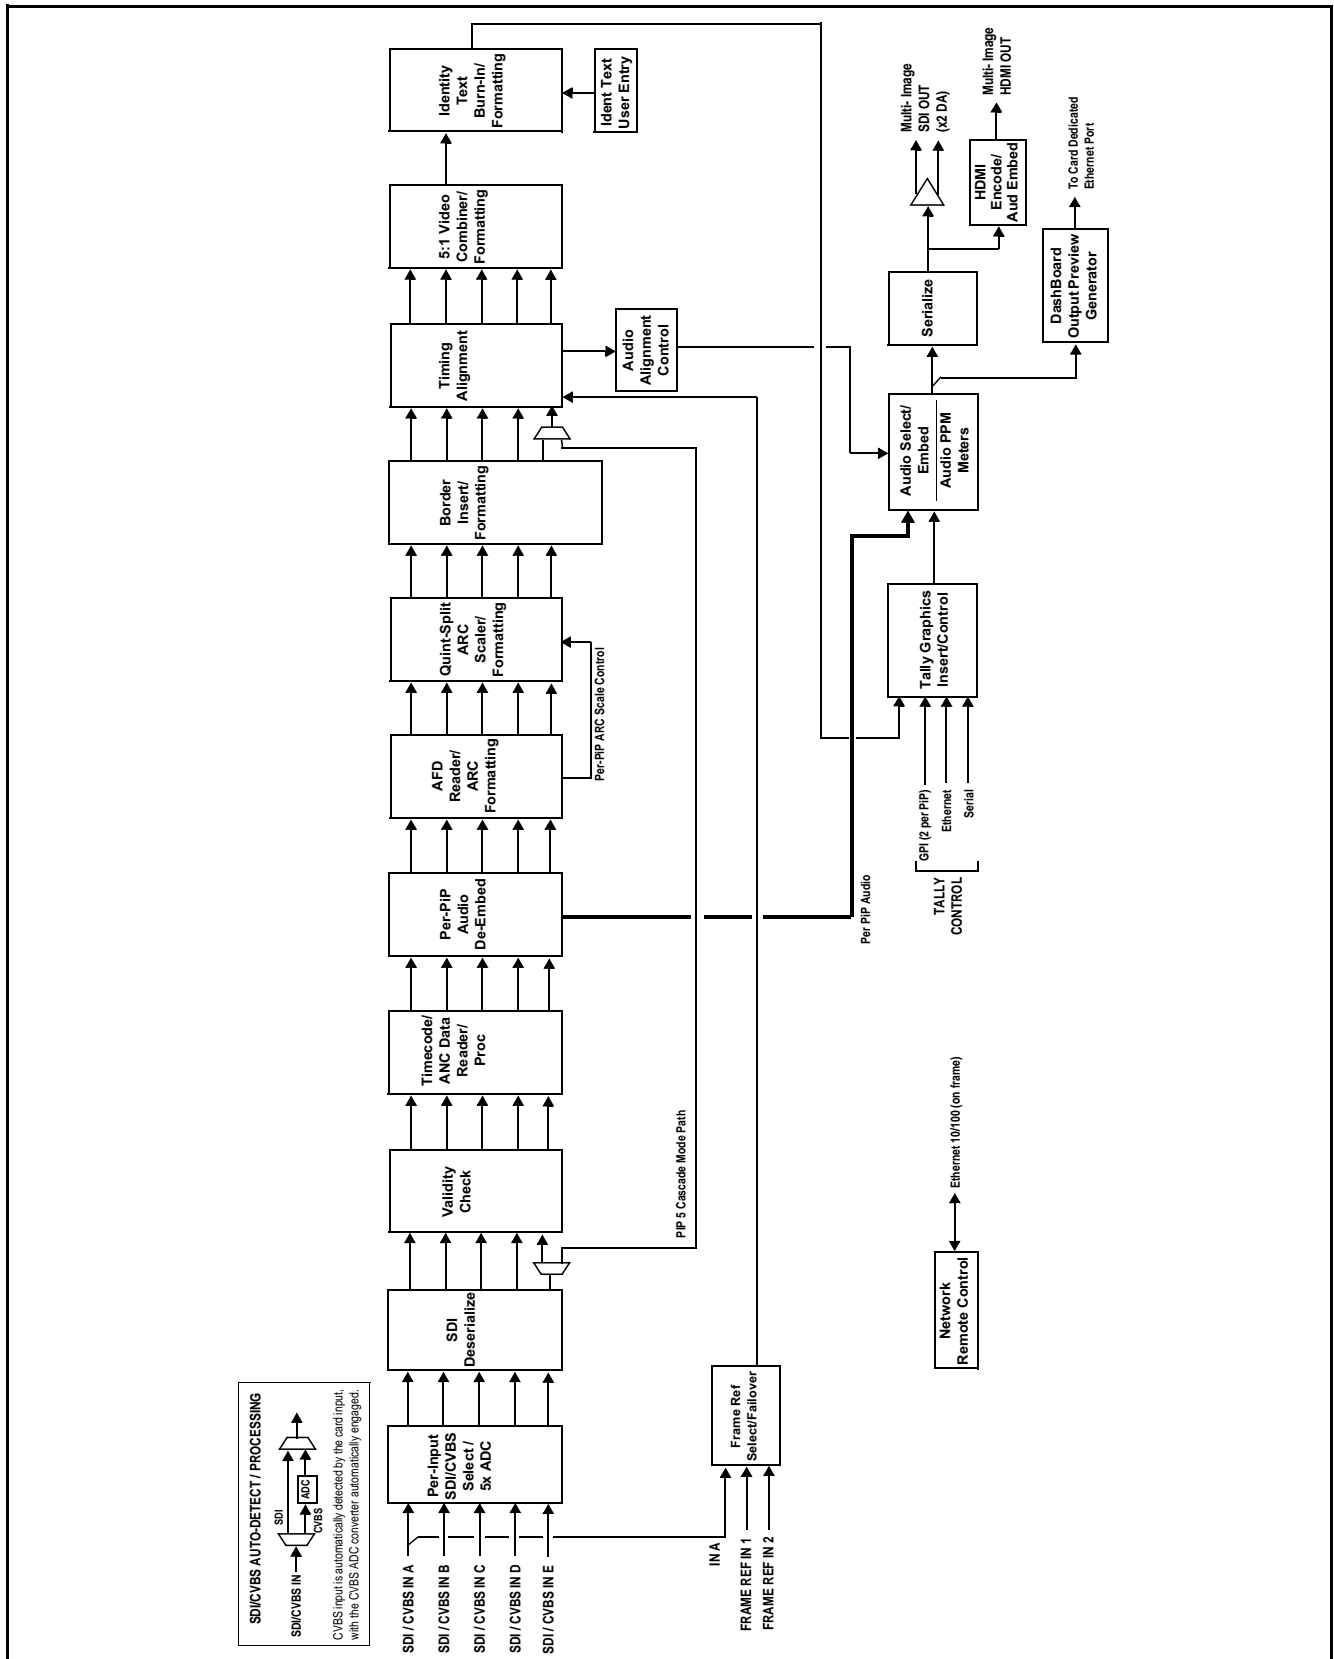 SDI/CVBS AUTO-DETECT / PROCESSING
SDI/CVBS IN
SDI
CVBS
ADC
CVBS input is automatically detected by the card input,
with the CVBS ADC converter automatically engaged.
SDI / CVBS IN A
SDI / CVBS IN B
SDI / CVBS IN C
SDI / CVBS IN D
SDI / CVBS IN E
Per-Input
SDI/CVBS
Select /
5x ADC
SDI
Deserialize
Validity
Check
Timecode/
ANC Data
Reader/
Proc
Per-PiP
Audio
De-Embed
AFD
Reader/
ARC
Formatting
Quint-Split
ARC
Scaler/
Formatting
Border
Insert/
Formatting
Timing
Alignment
5:1 Video
Combiner/
Formatting
Identity
Text
Burn-In/
Formatting
Ident Text
User Entry
Audio
Alignment
Control
Per-PiP ARC Scale Control
PIP 5 Cascade Mode Path
IN A
FRAME REF IN 1
FRAME REF IN 2
Frame Ref
Select/Failover
Per PiP Audio
TALLY
CONTROL
GPI (2 per PiP)
Ethernet
Serial
Tally Graphics
Insert/Control
Audio Select/
Embed
Audio PPM
Meters
Serialize
Multi- Image
SDI OUT
(x2 DA)
HDMI
Encode/
Aud Embed
Multi- Image
HDMI OUT
DashBoard
Output Preview
Generator
To Card Dedicated
Ethernet Port
Network
Remote Control
Ethernet 10/100 (on frame)